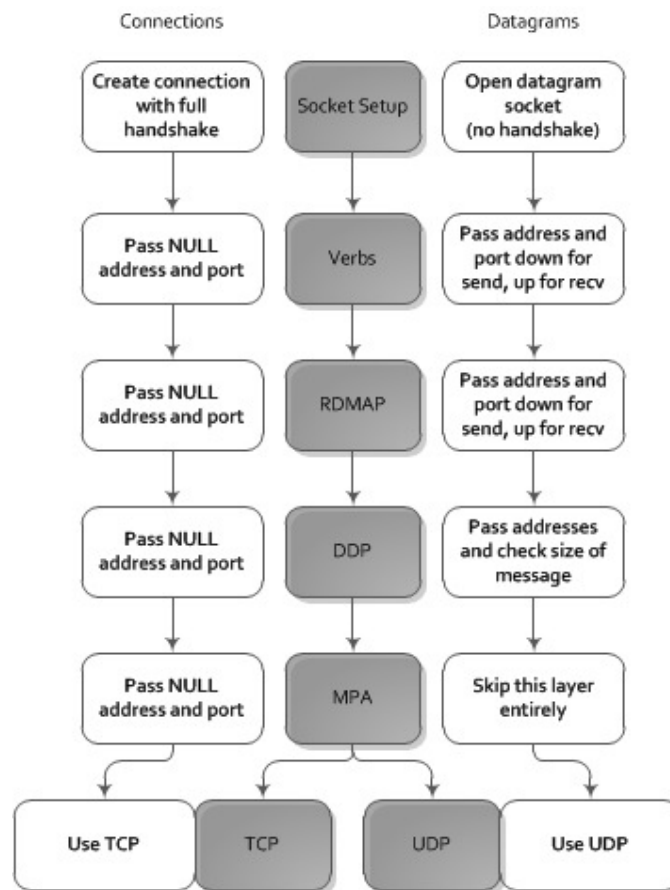 Connections
Datagrams
Create connection
with full
handshake
Socket Setup
Open datagram
socket
(no handshake)
Pass NULL
address and port
Verbs
Pass address and
port down for
send, up for recv
Pass NULL
address and port
RDMAP
Pass address and
port down for
send, up for recv
Pass NULL
address and port
DDP
Pass addresses
and check size of
message
Pass NULL
address and port
MPA
Skip this layer
entirely
Use TCP
TCP
UDP
Use UDP